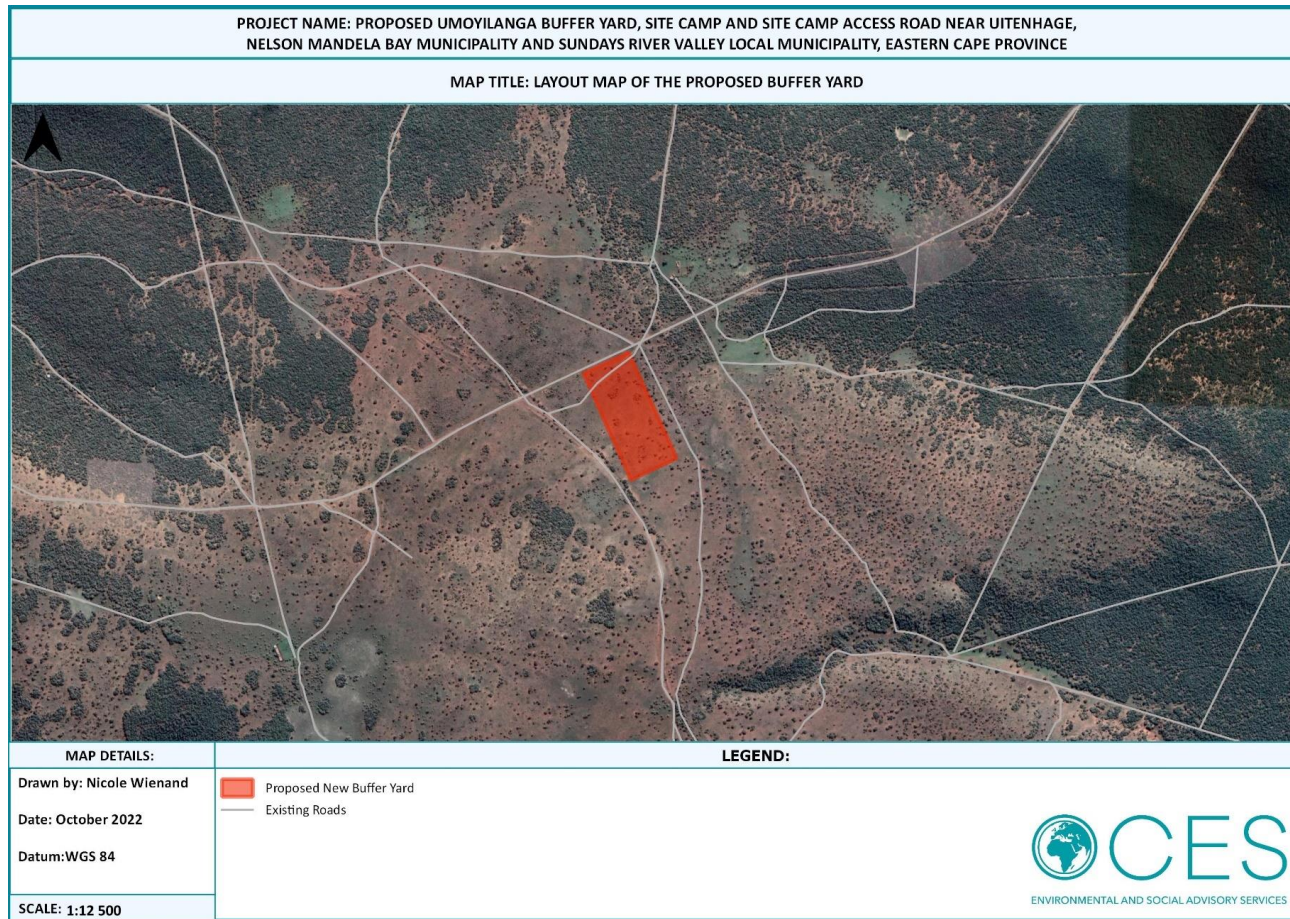 PROJECT NAME: PROPOSED UMOYILANGA BUFFER YARD, SITE CAMP AND SITE CAMP ACCESS ROAD NEAR UITENHAGE,
NELSON MANDELA BAY MUNICIPALITY AND SUNDAYS RIVER VALLEY LOCAL MUNICIPALITY, EASTERN CAPE PROVINCE
MAP TITLE: LAYOUT MAP OF THE PROPOSED BUFFER YARD
MAP DETAILS:
Drawn by: Nicole Wienand
Date: October 2022
Datum:WGS 84
SCALE: 1:12 500
LEGEND:
Proposed New Buffer Yard
Existing Roads
CES
ENVIRONMENTAL AND SOCIAL ADVISORY SERVICES